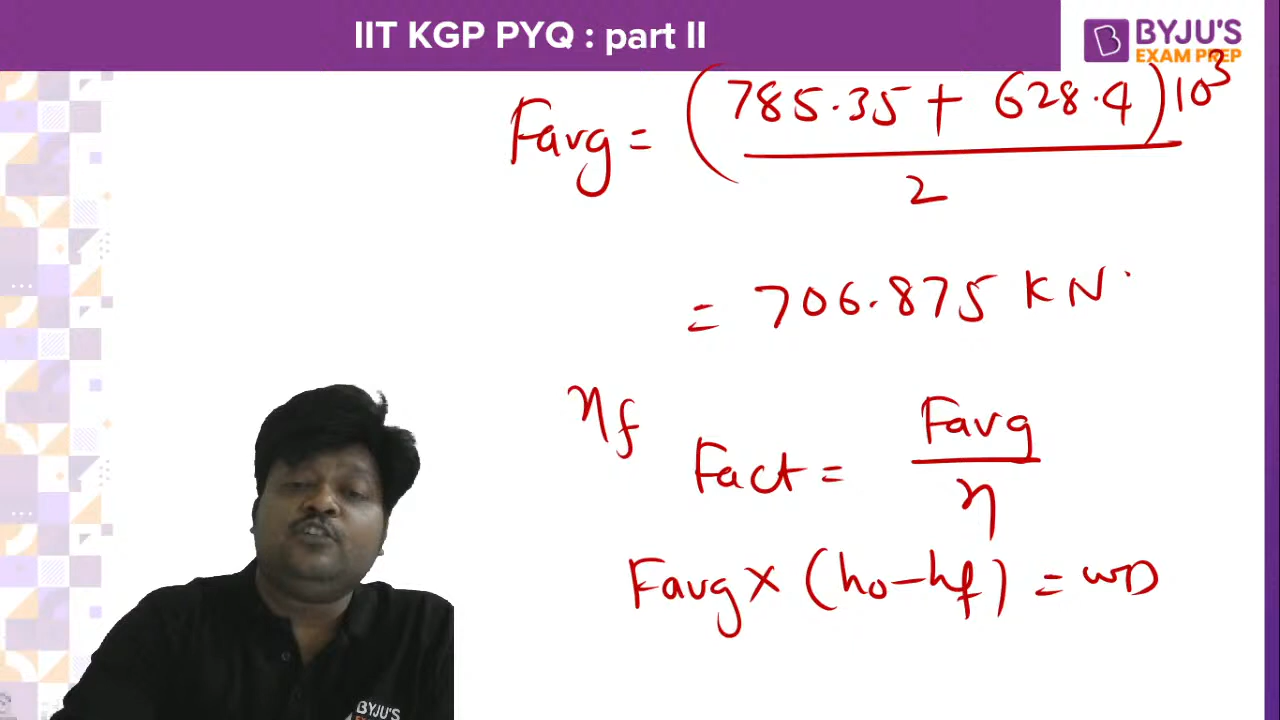 IIT KGP PYQ : part II
BYJU'S
EXAM PREP
Favg = (785.35 + 628.4)10³
2
= 706.875 KN
ηf
Fact = Favg
η
Favg × (ho-hf) = WD
BYJU'S